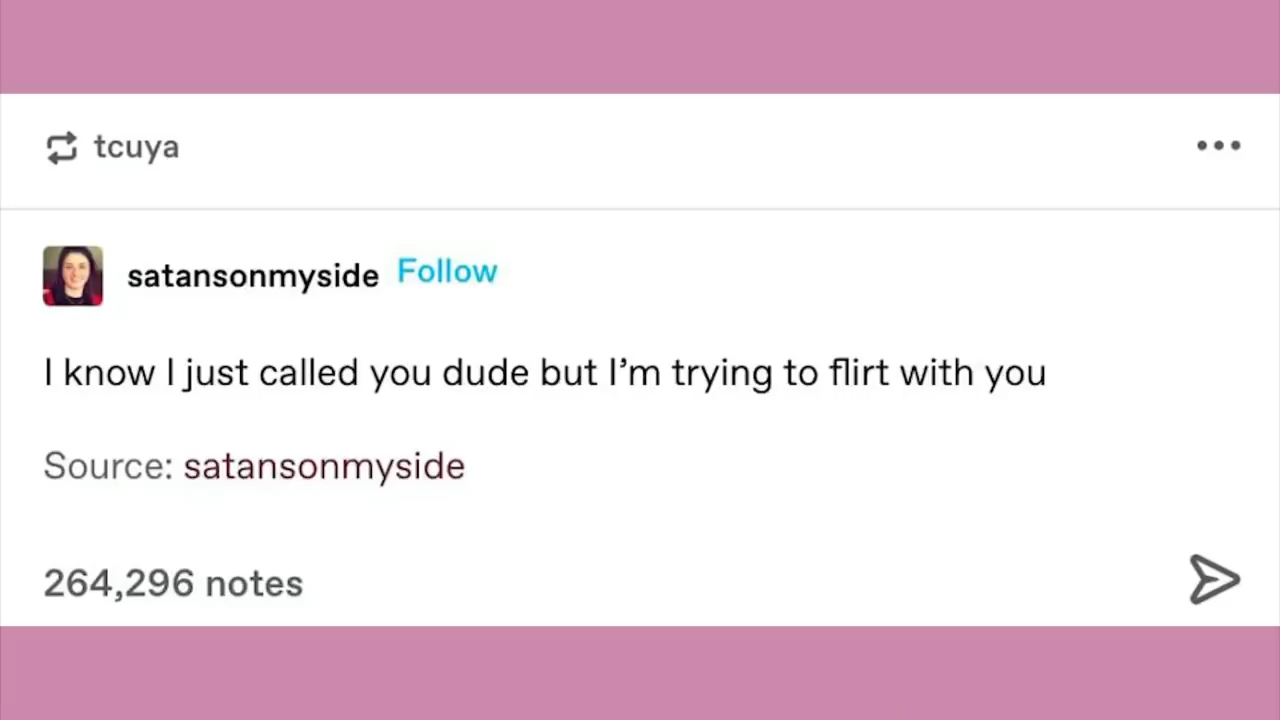 tcuya
satansonmyside Follow
I know I just called you dude but I’m trying to flirt with you
Source: satansonmyside
264,296 notes